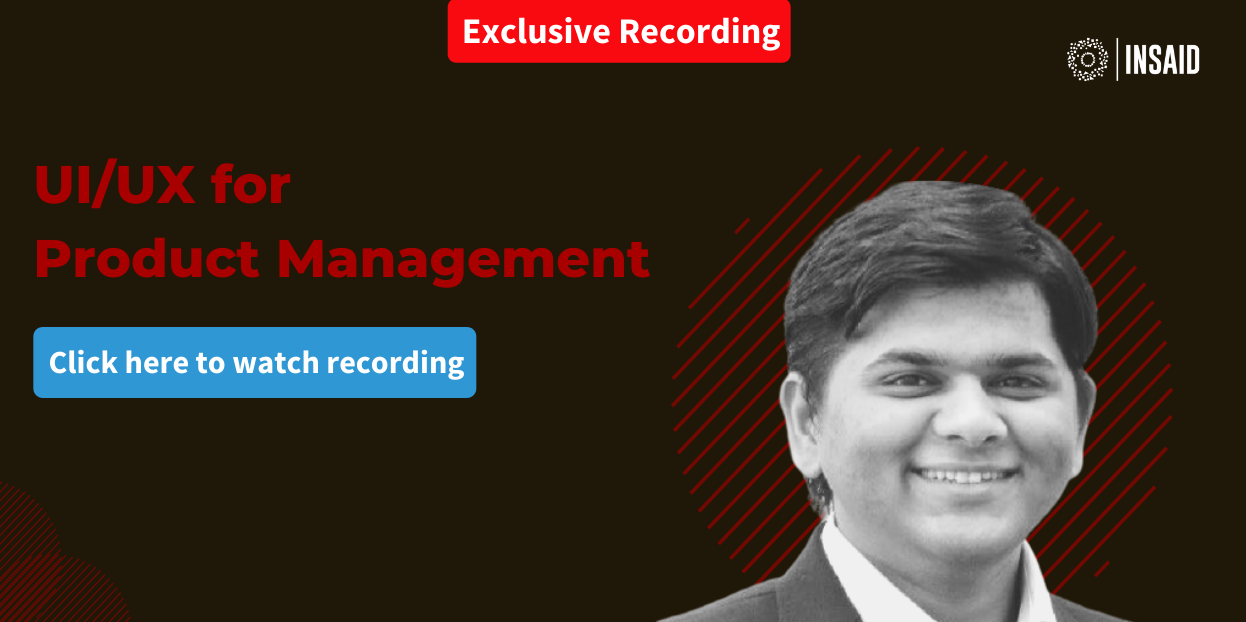 Exclusive Recording
INSAID
UI/UX for
Product Management
Click here to watch recording